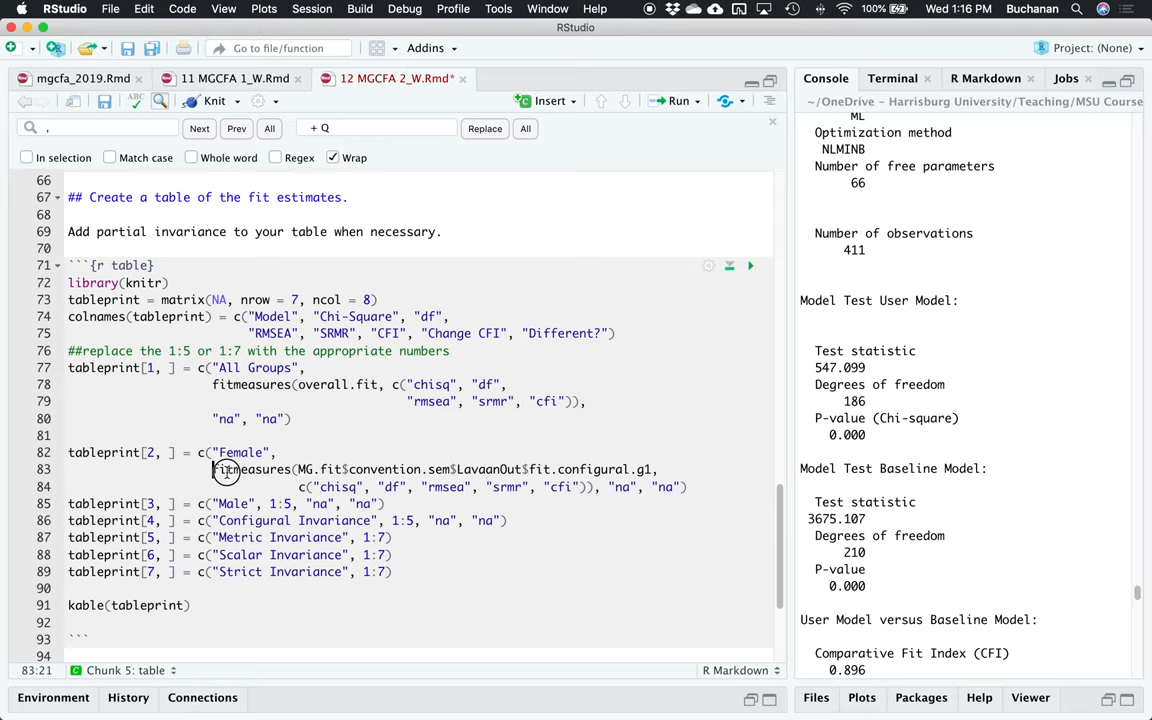 RStudio File Edit Code View Plots Session Build Debug Profile Tools Window Help 100% Wed 1:16 PM Buchanan
RStudio
Go to file/function Addins Project: (None)
mgcfa_2019.Rmd 11 MGCFA 1_W.Rmd 12 MGCFA 2_W.Rmd* Console Terminal R Markdown Jobs
ABC Knit Insert Run ~/OneDrive – Harrisburg University/Teaching/MSU Course
, Next Prev All + Q Replace All
In selection Match case Whole word Regex Wrap
66
67 ## Create a table of the fit estimates.
68
69 Add partial invariance to your table when necessary.
70
71 ```{r table}
72 library(knitr)
73 tableprint = matrix(NA, nrow = 7, ncol = 8)
74 colnames(tableprint) = c("Model", "Chi-Square", "df",
75 "RMSEA", "SRMR", "CFI", "Change CFI", "Different?")
76 ##replace the 1:5 or 1:7 with the appropriate numbers
77 tableprint[1, ] = c("All Groups",
78 fitmeasures(overall.fit, c("chisq", "df",
79 "rmsea", "srmr", "cfi")),
80 "na", "na")
81
82 tableprint[2, ] = c("Female",
83 fitmeasures(MG.fit$convention.sem$LavaanOut$fit.configural.g1,
84 c("chisq", "df", "rmsea", "srmr", "cfi")), "na", "na")
85 tableprint[3, ] = c("Male", 1:5, "na", "na")
86 tableprint[4, ] = c("Configural Invariance", 1:5, "na", "na")
87 tableprint[5, ] = c("Metric Invariance", 1:7)
88 tableprint[6, ] = c("Scalar Invariance", 1:7)
89 tableprint[7, ] = c("Strict Invariance", 1:7)
90
91 kable(tableprint)
92
93 ```
94
83:21 Chunk 5: table R Markdown
Environment History Connections
ML
Optimization method
NLMINB
Number of free parameters
66
Number of observations
411
Model Test User Model:
Test statistic
547.099
Degrees of freedom
186
P-value (Chi-square)
0.000
Model Test Baseline Model:
Test statistic
3675.107
Degrees of freedom
210
P-value
0.000
User Model versus Baseline Model:
Comparative Fit Index (CFI)
0.896
Files Plots Packages Help Viewer